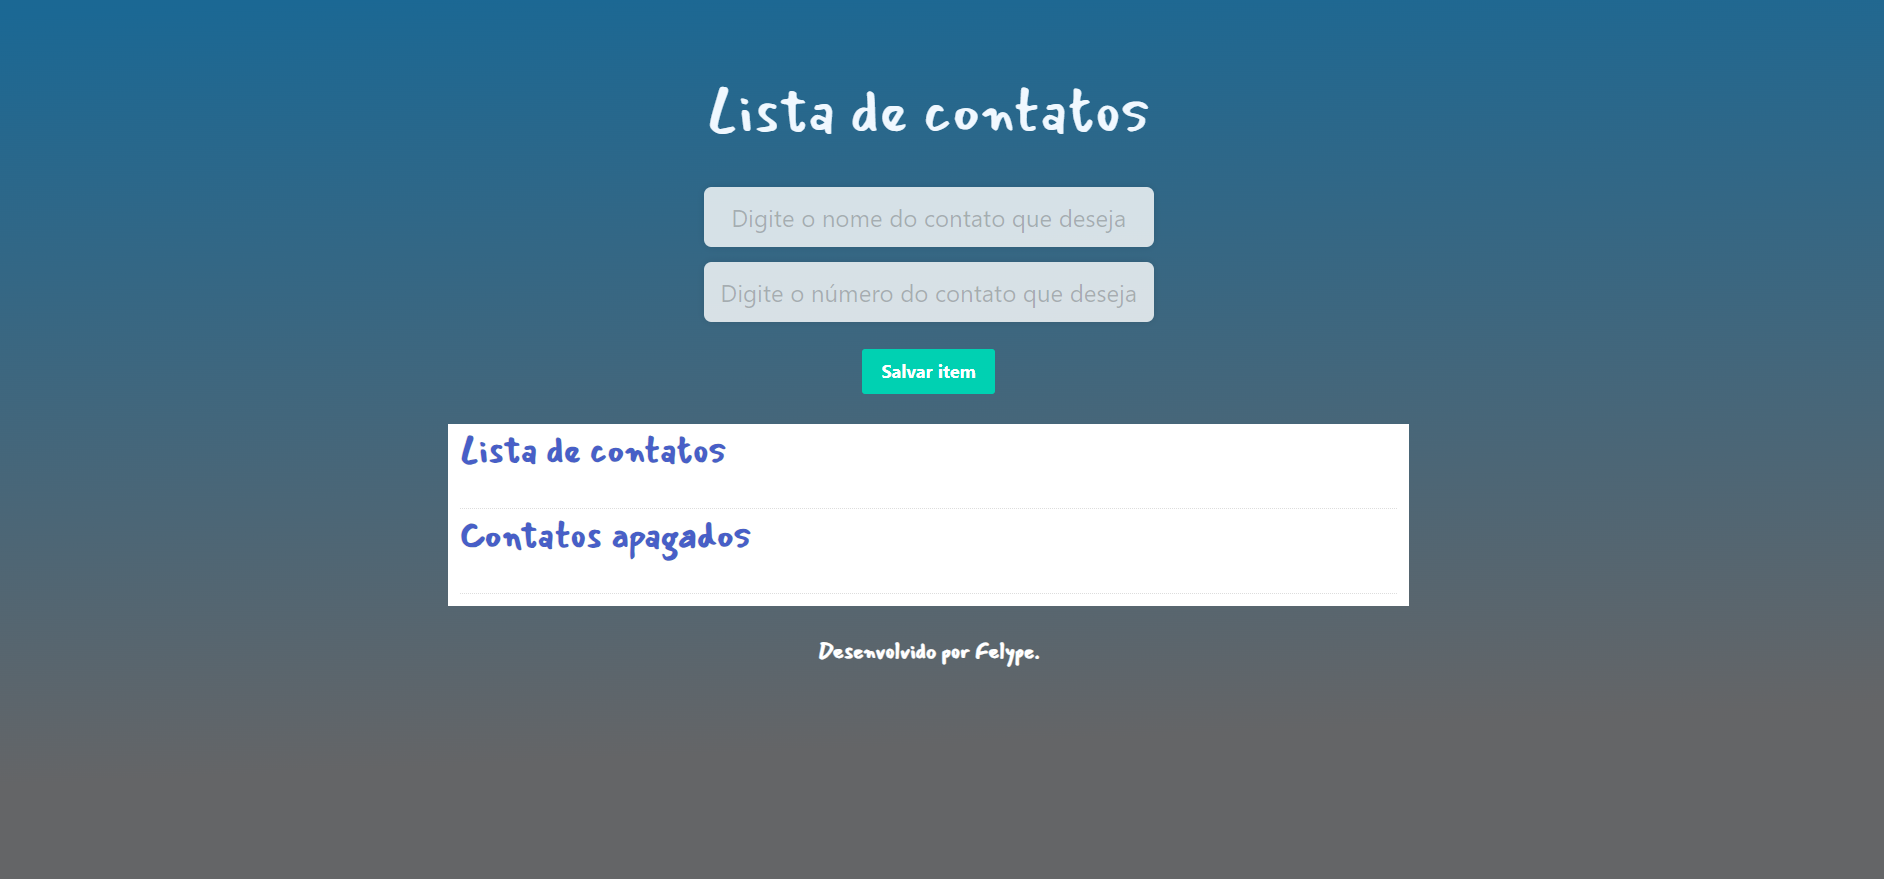 Lista de contatos
Digite o nome do contato que deseja
Digite o número do contato que deseja
Salvar item
Lista de contatos
Contatos apagados
Desenvolvido por Felype.